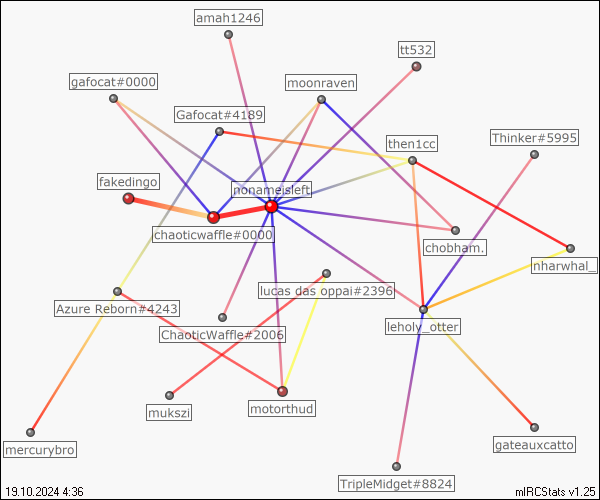 amah1246
tt532
gafocat#0000
moonraven
Gafocat#4189
then1cc
Thinker#5995
fakedingo
nonameisleft
chaoticwaffle#0000
chobham.
nharwhal_
lucas das oppai#2396
Azure Reborn#4243
leholy_otter
ChaoticWaffle#2006
mukszi
motorthud
mercurybro
gateauxcatto
TripleMidget#8824
19.10.2024 4:36
mIRCStats v1.25